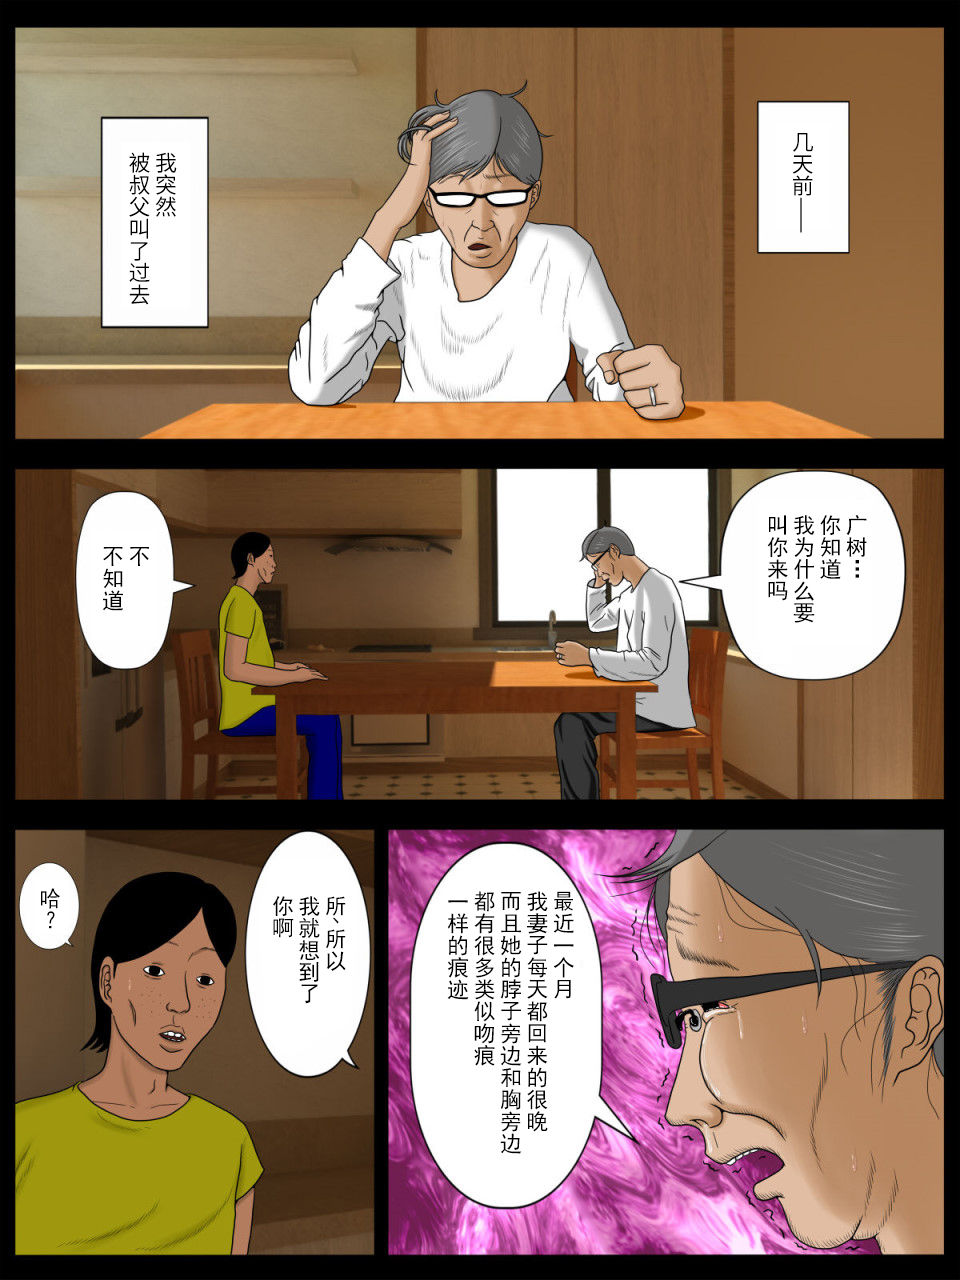 几天前—
我突然
被叔父叫了过去
广树…
你知道
我为什么要
叫你来吗
不
不知道
最近一个月
我妻子每天都回来的很晚
而且她的脖子旁边和胸旁边
都有很多类似吻痕
一样的痕迹
所、所以
我就想到了
你啊
哈?